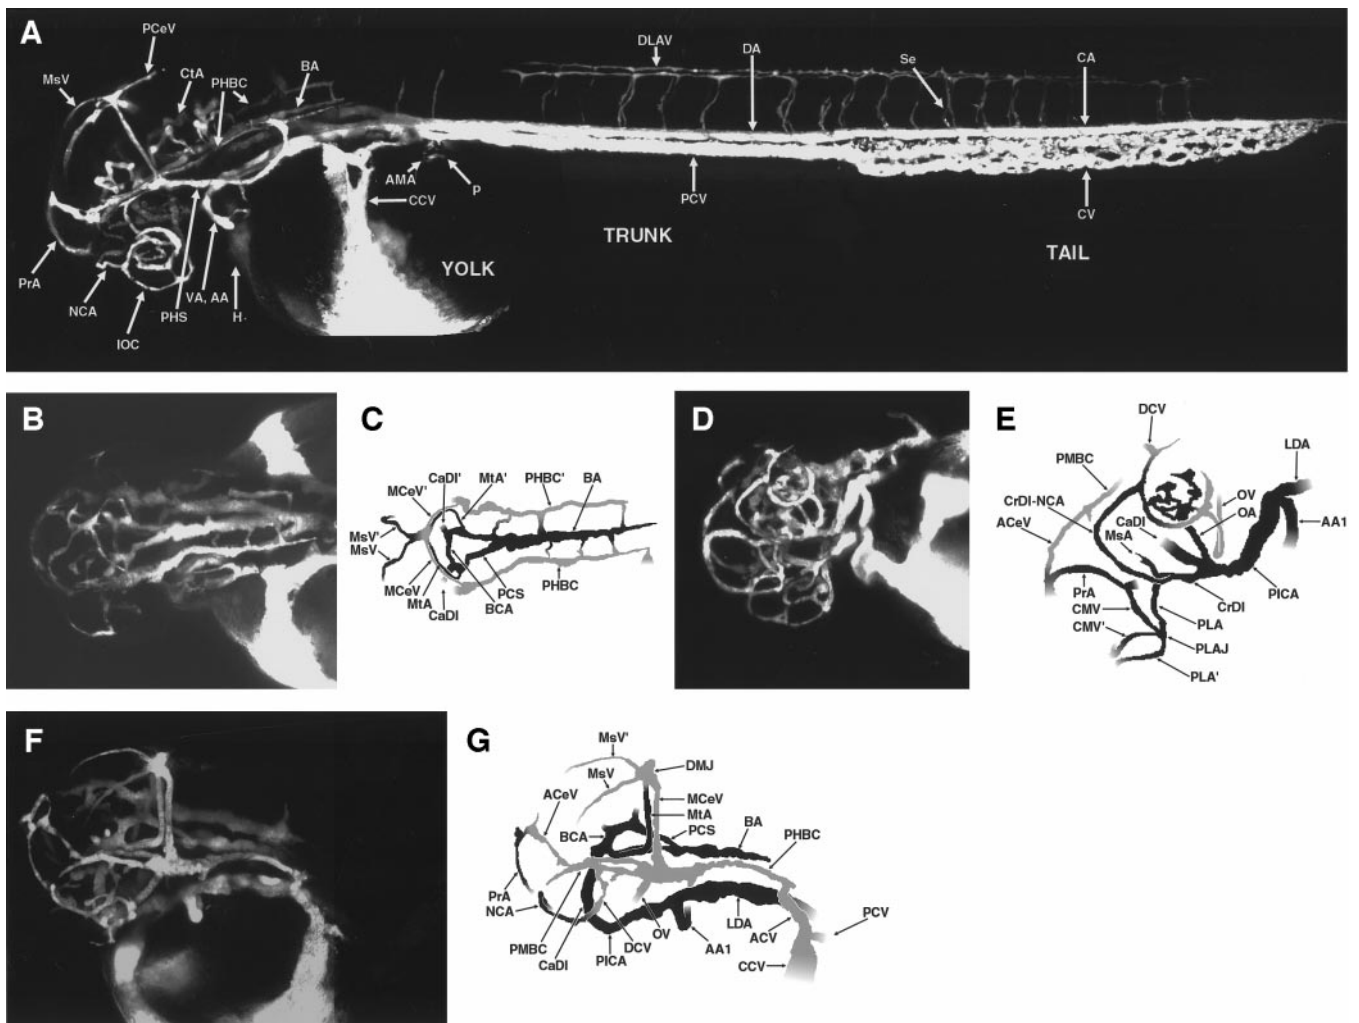 A
PCeV
MsV
CtA
PHBC
BA
DLAV
DA
Se
CA
AMA
P
CCV
PCV
CV
TRUNK
TAIL
YOLK
PrA
NCA
IOC
PHS
VA, AA
H
B
C
CaDI'
MtA'
PHBC'
BA
MCeV'
MsV'
MsV
MCeV
MtA
CaDI
PCS
BCA
PHBC
D
E
DCV
LDA
PMBC
CrDI-NCA
ACeV
CaDI
MsA
OV
OA
AA1
PrA
CMV
CMV'
CrDI
PICA
PLA
PLAJ
PLA'
F
G
MsV'
MsV
DMJ
ACeV
MCeV
MtA
BCA
PCS
BA
PHBC
PrA
NCA
PMBC
CaDI
PICA
DCV
OV
AA1
LDA
ACV
CCV
PCV